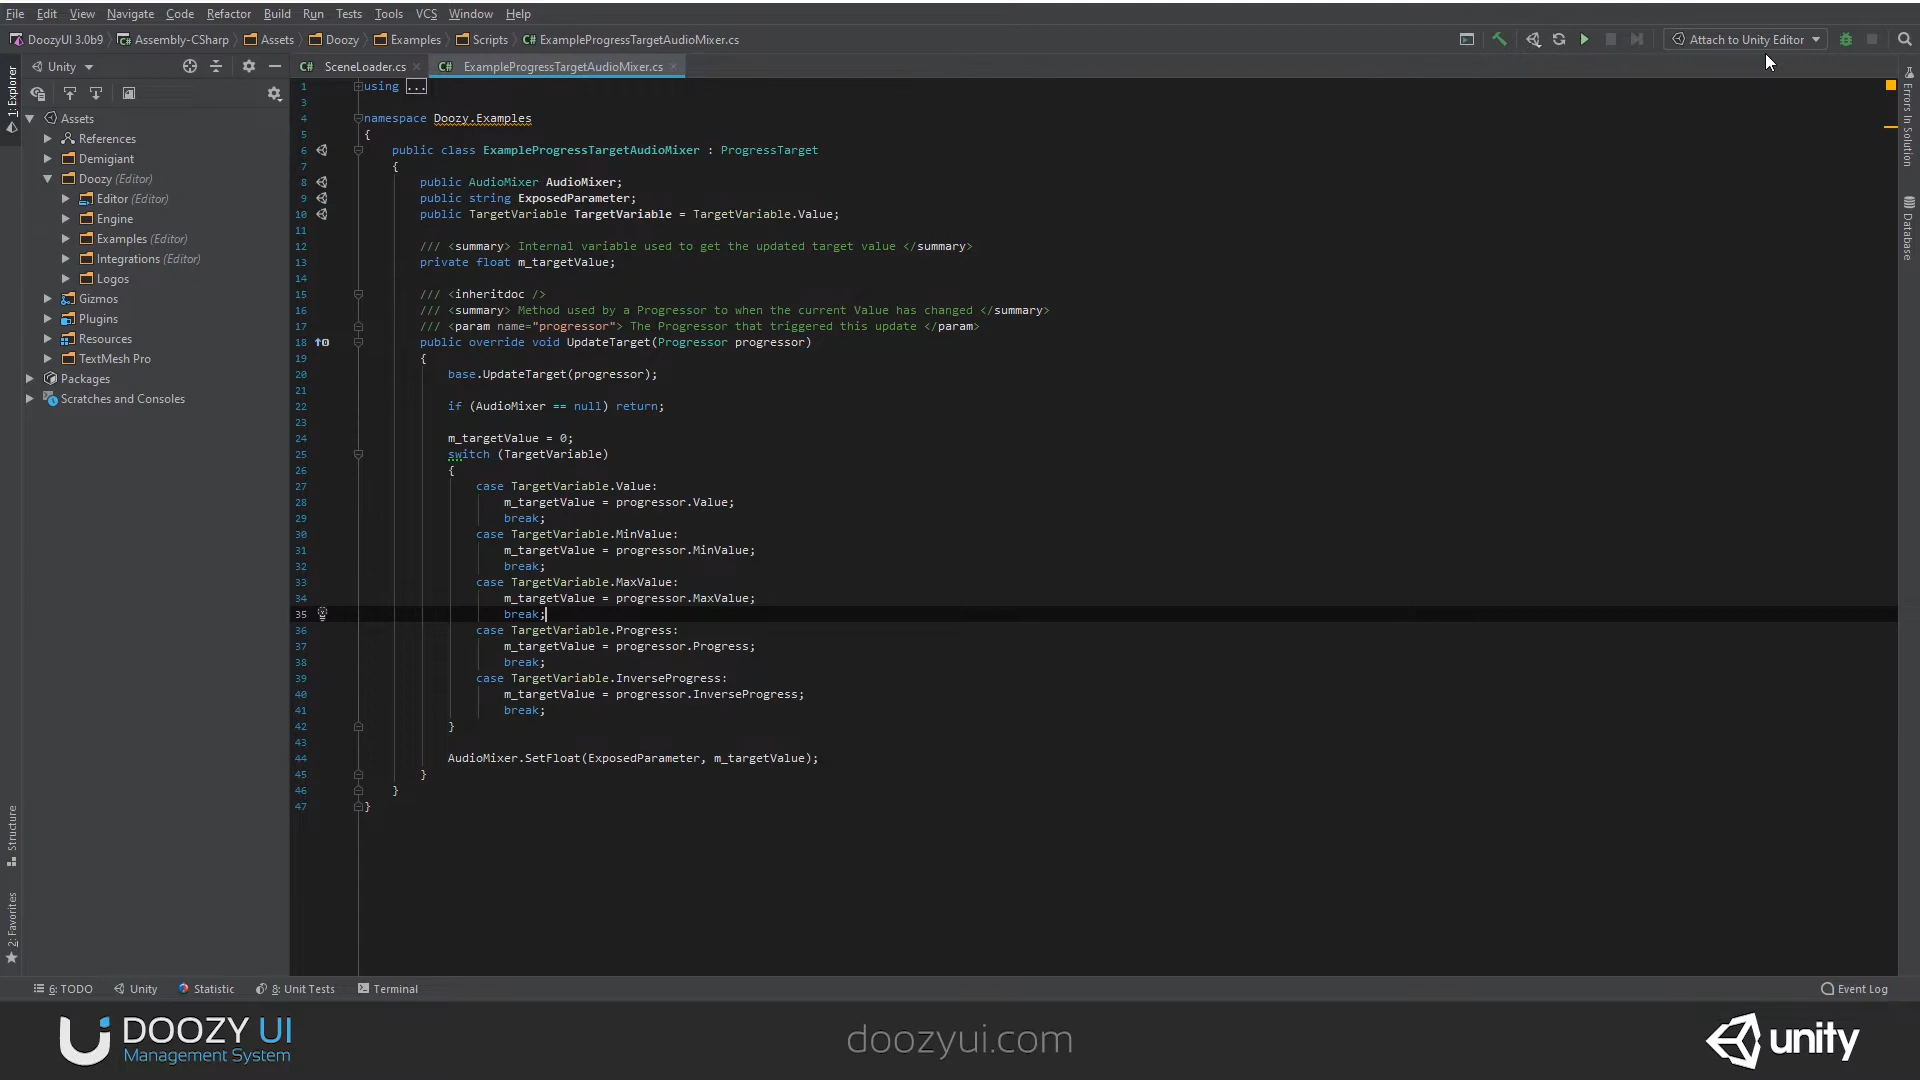 File Edit View Navigate Code Refactor Build Run Tests Tools VCS Window Help
DoozyUI 3.0b9 Assembly-CSharp Assets Doozy Examples Scripts C# ExampleProgressTargetAudioMixer.cs
Attach to Unity Editor
Unity
C# SceneLoader.cs
C# ExampleProgressTargetAudioMixer.cs
1: Explorer
Assets
References
Demigiant
Doozy (Editor)
Editor (Editor)
Engine
Examples (Editor)
Integrations (Editor)
Logos
Gizmos
Plugins
Resources
TextMesh Pro
Packages
Scratches and Consoles
Structure
2: Favorites
1 using ...
3
4 namespace Doozy.Examples
5 {
6 public class ExampleProgressTargetAudioMixer : ProgressTarget
7 {
8 public AudioMixer AudioMixer;
9 public string ExposedParameter;
10 public TargetVariable TargetVariable = TargetVariable.Value;
11
12 /// <summary> Internal variable used to get the updated target value </summary>
13 private float m_targetValue;
14
15 /// <inheritdoc />
16 /// <summary> Method used by a Progressor to when the current Value has changed </summary>
17 /// <param name="progressor"> The Progressor that triggered this update </param>
18 public override void UpdateTarget(Progressor progressor)
19 {
20 base.UpdateTarget(progressor);
21
22 if (AudioMixer == null) return;
23
24 m_targetValue = 0;
25 switch (TargetVariable)
26 {
27 case TargetVariable.Value:
28 m_targetValue = progressor.Value;
29 break;
30 case TargetVariable.MinValue:
31 m_targetValue = progressor.MinValue;
32 break;
33 case TargetVariable.MaxValue:
34 m_targetValue = progressor.MaxValue;
35 break;
36 case TargetVariable.Progress:
37 m_targetValue = progressor.Progress;
38 break;
39 case TargetVariable.InverseProgress:
40 m_targetValue = progressor.InverseProgress;
41 break;
42 }
43
44 AudioMixer.SetFloat(ExposedParameter, m_targetValue);
45 }
46 }
47 }
Errors In Solution
Database
6: TODO Unity Statistic 8: Unit Tests Terminal
Event Log
DOOZY UI
Management System
doozyui.com
unity